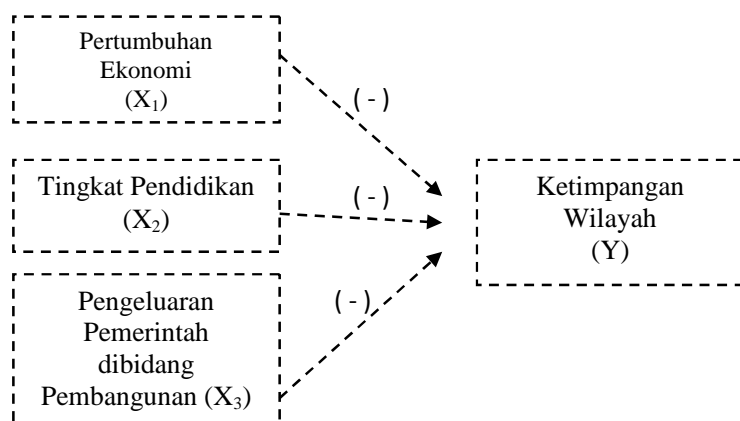 Pertumbuhan
Ekonomi
(X₁)
( - )
Tingkat Pendidikan
(X₂)
( - )
Ketimpangan
Wilayah
(Y)
Pengeluaran
Pemerintah
dibidang
Pembangunan (X₃)
( - )